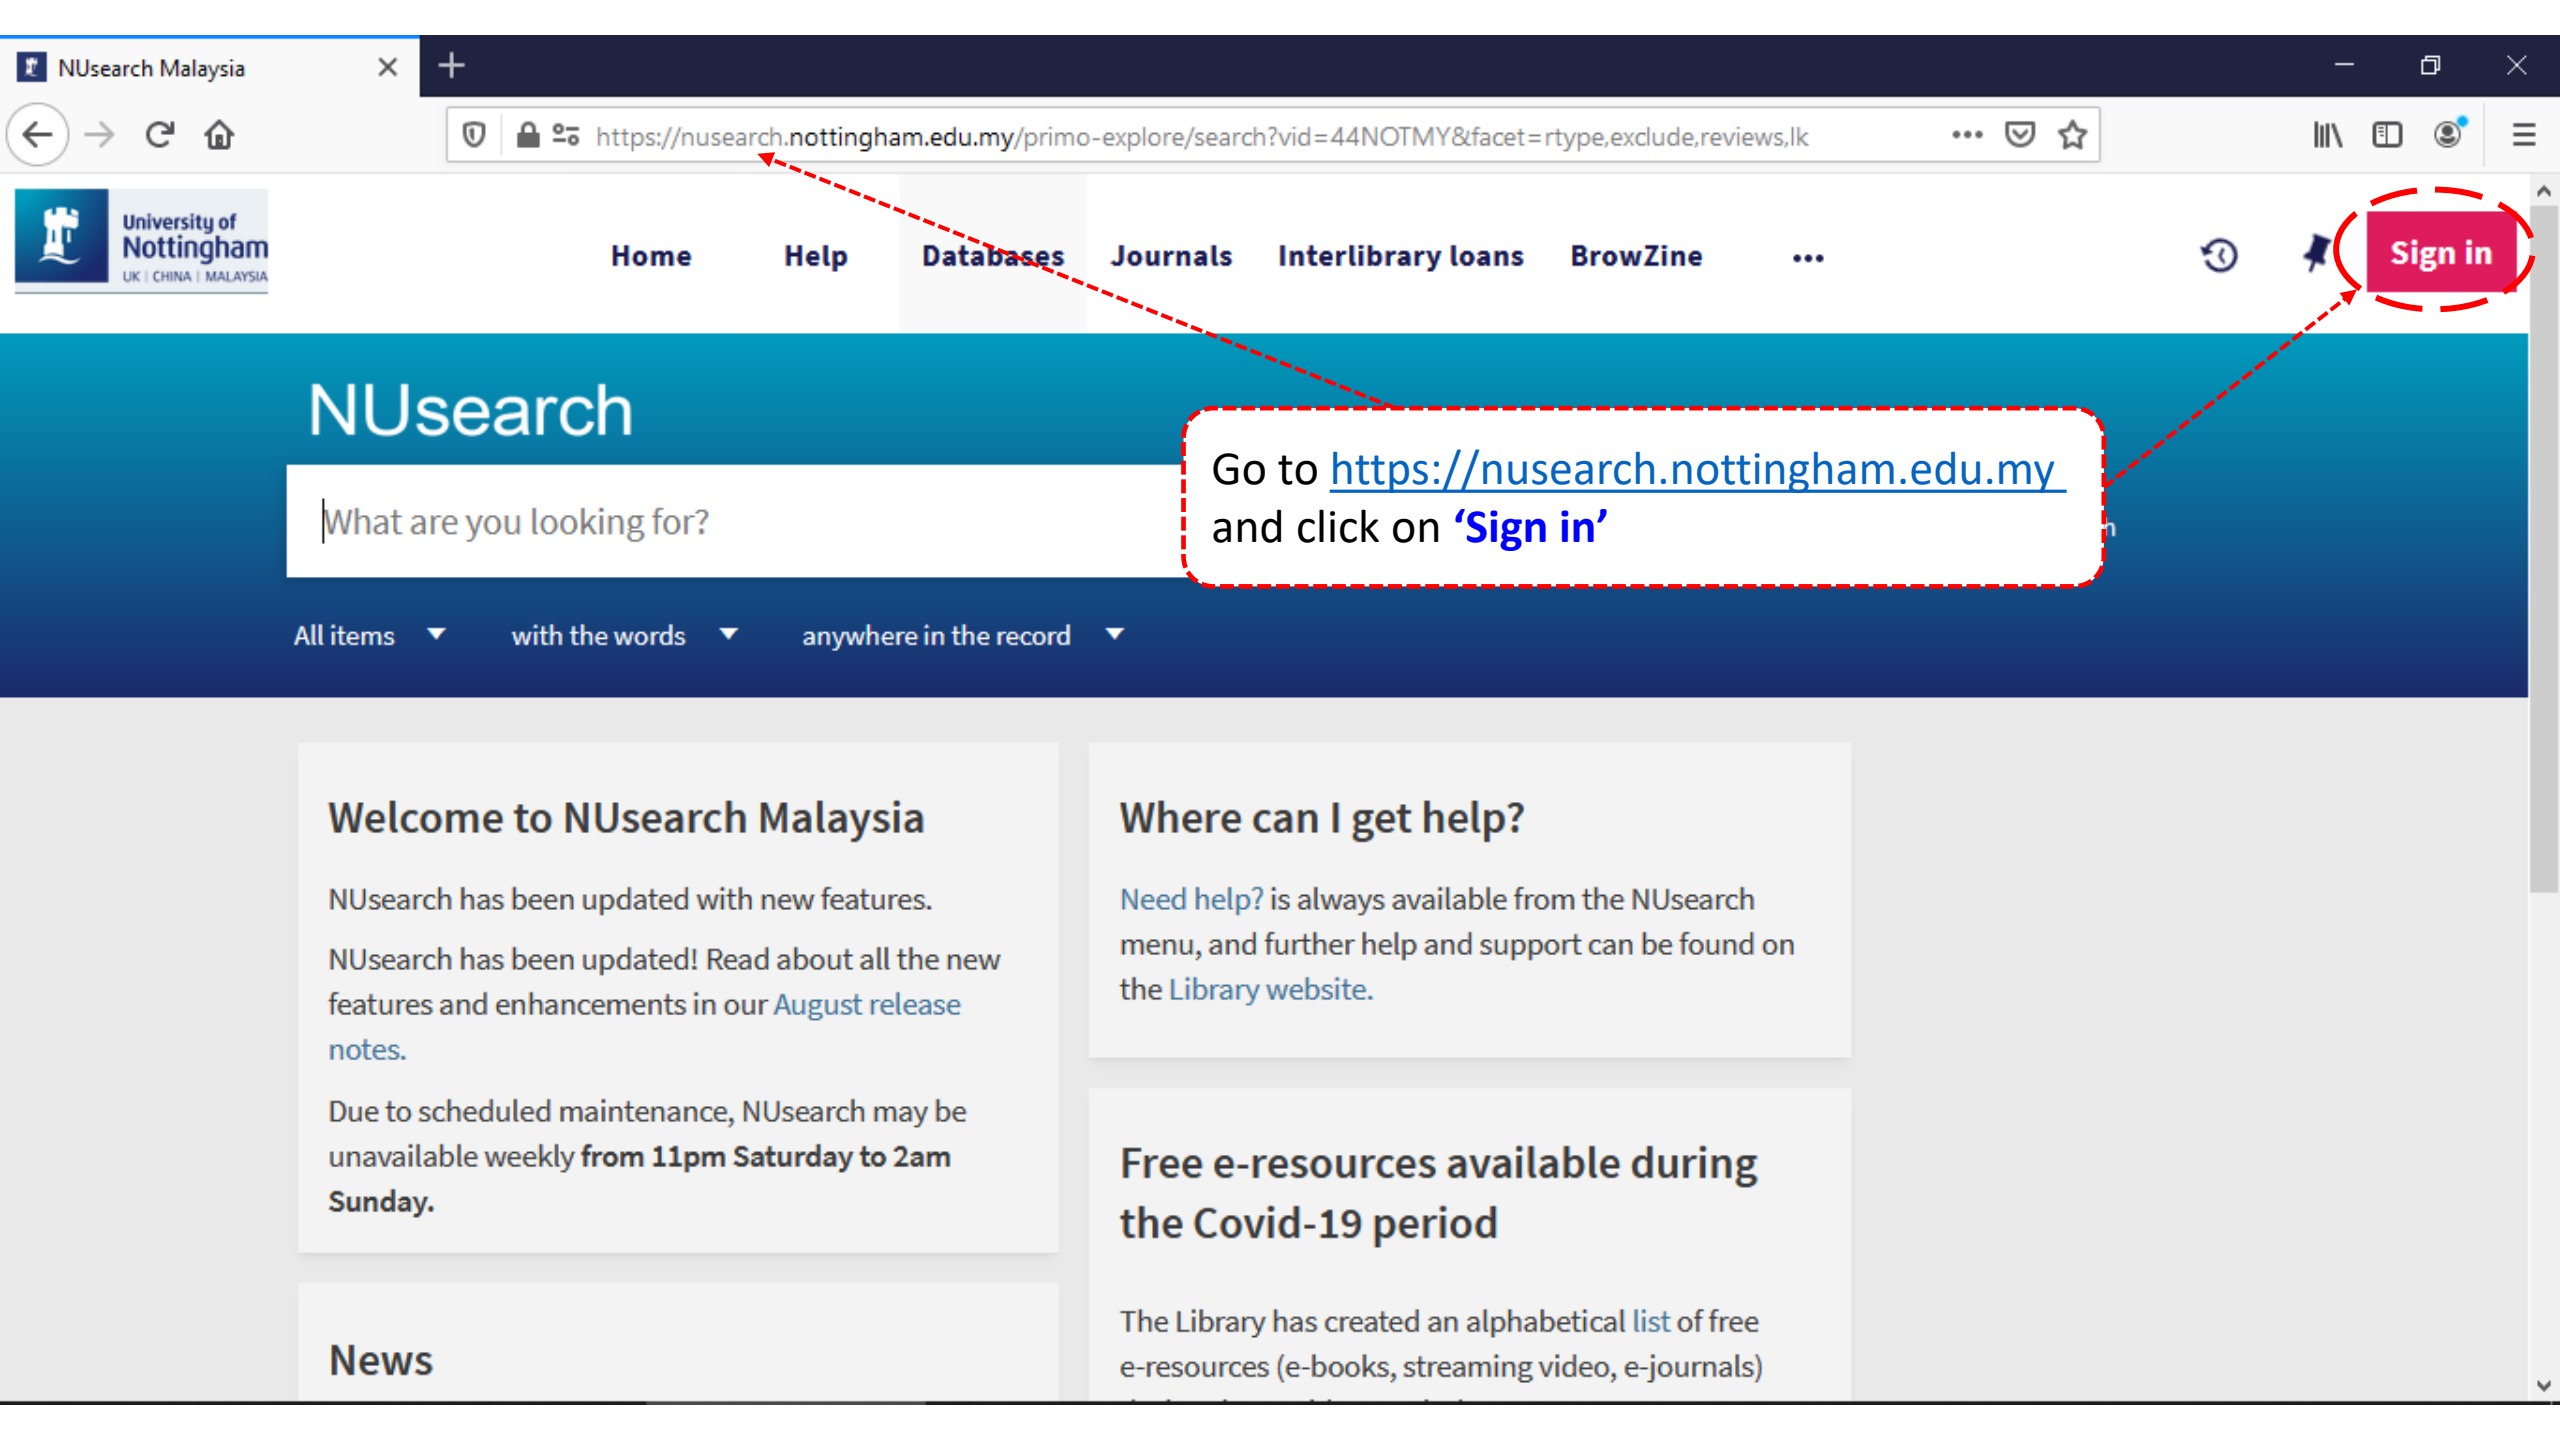 NUsearch Malaysia
https://nusearch.nottingham.edu.my/primo-explore/search?vid=44NOTMY&facet=rtype,exclude,reviews,lk
University of
Nottingham
UK | CHINA | MALAYSIA
Home Help Databases Journals Interlibrary loans BrowZine ...
Sign in
NUsearch
What are you looking for?
Go to https://nusearch.nottingham.edu.my
and click on ‘Sign in’
All items with the words anywhere in the record
Welcome to NUsearch Malaysia
NUsearch has been updated with new features.
NUsearch has been updated! Read about all the new
features and enhancements in our August release
notes.
Due to scheduled maintenance, NUsearch may be
unavailable weekly from 11pm Saturday to 2am
Sunday.
News
Where can I get help?
Need help? is always available from the NUsearch
menu, and further help and support can be found on
the Library website.
Free e-resources available during
the Covid-19 period
The Library has created an alphabetical list of free
e-resources (e-books, streaming video, e-journals)